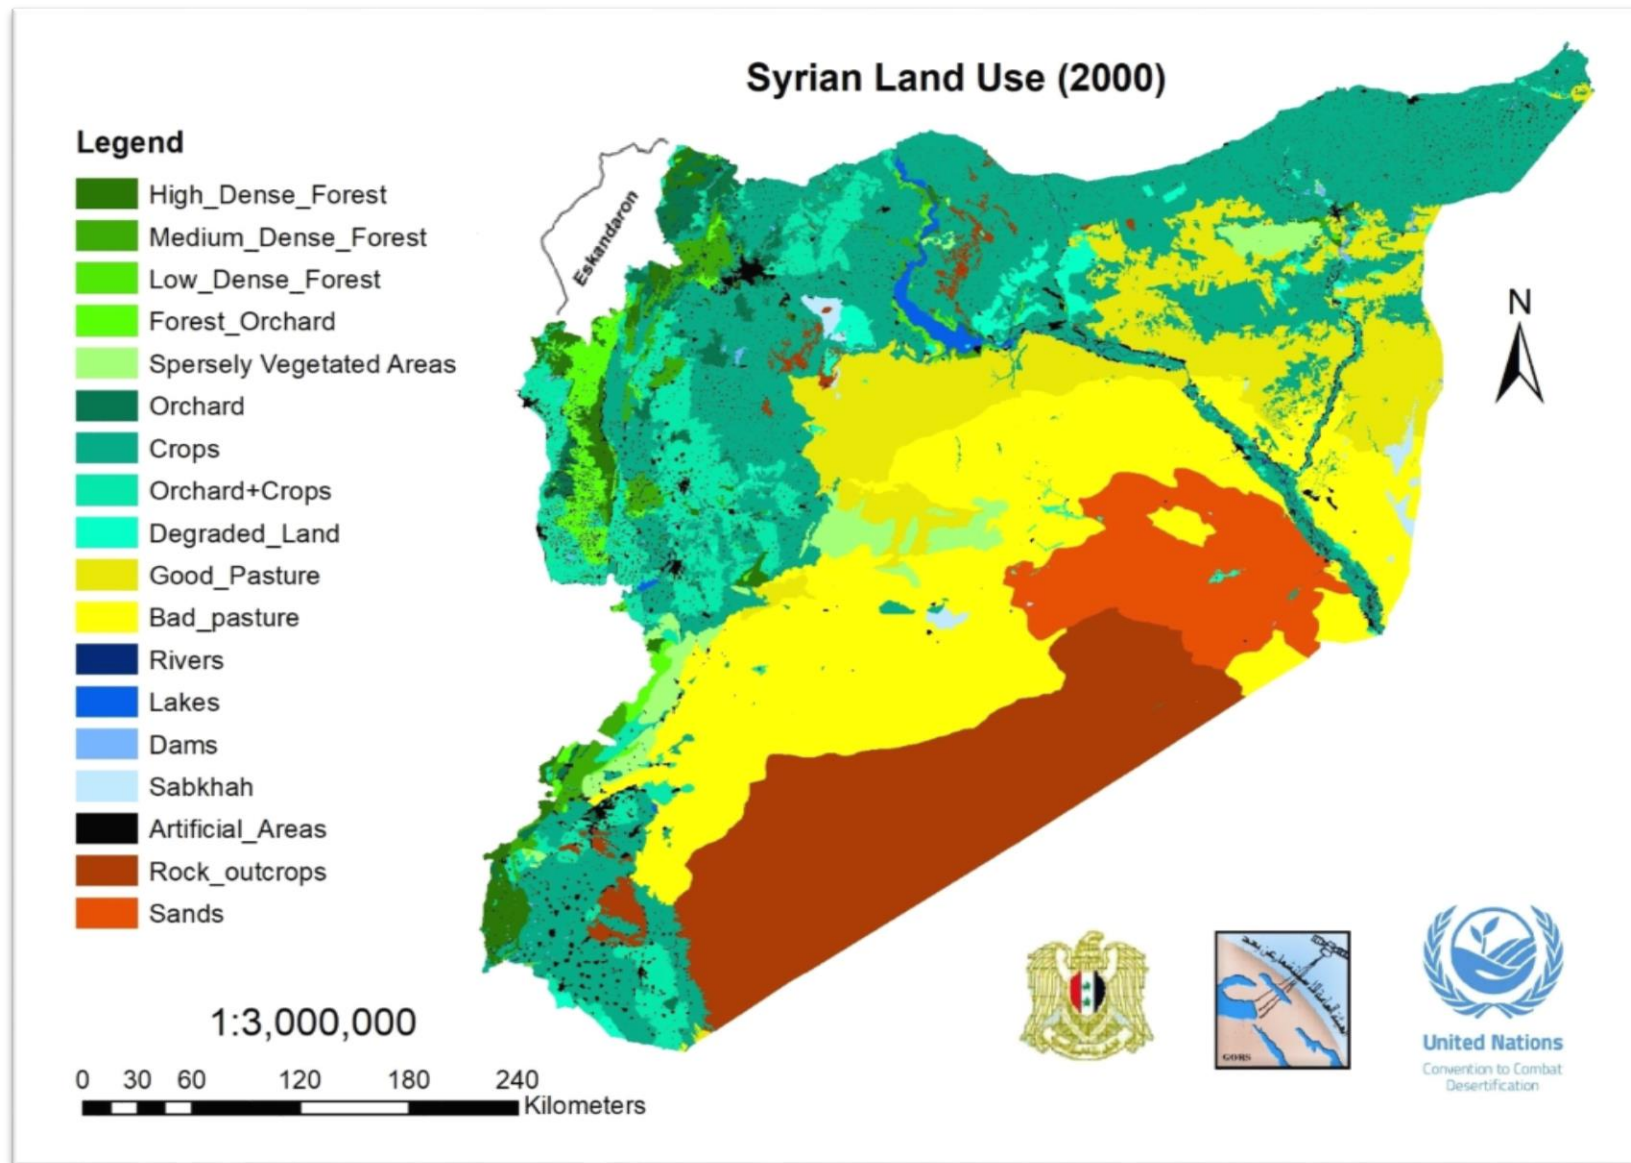 Syrian Land Use (2000)
Legend
High_Dense_Forest
Medium_Dense_Forest
Low_Dense_Forest
Forest_Orchard
Spersely Vegetated Areas
Orchard
Crops
Orchard+Crops
Degraded_Land
Good_Pasture
Bad_pasture
Rivers
Lakes
Dams
Sabkhah
Artificial_Areas
Rock_outcrops
Sands
Eskandaron
N
1:3,000,000
0 30 60 120 180 240
Kilometers
GORS
United Nations
Convention to Combat
Desertification